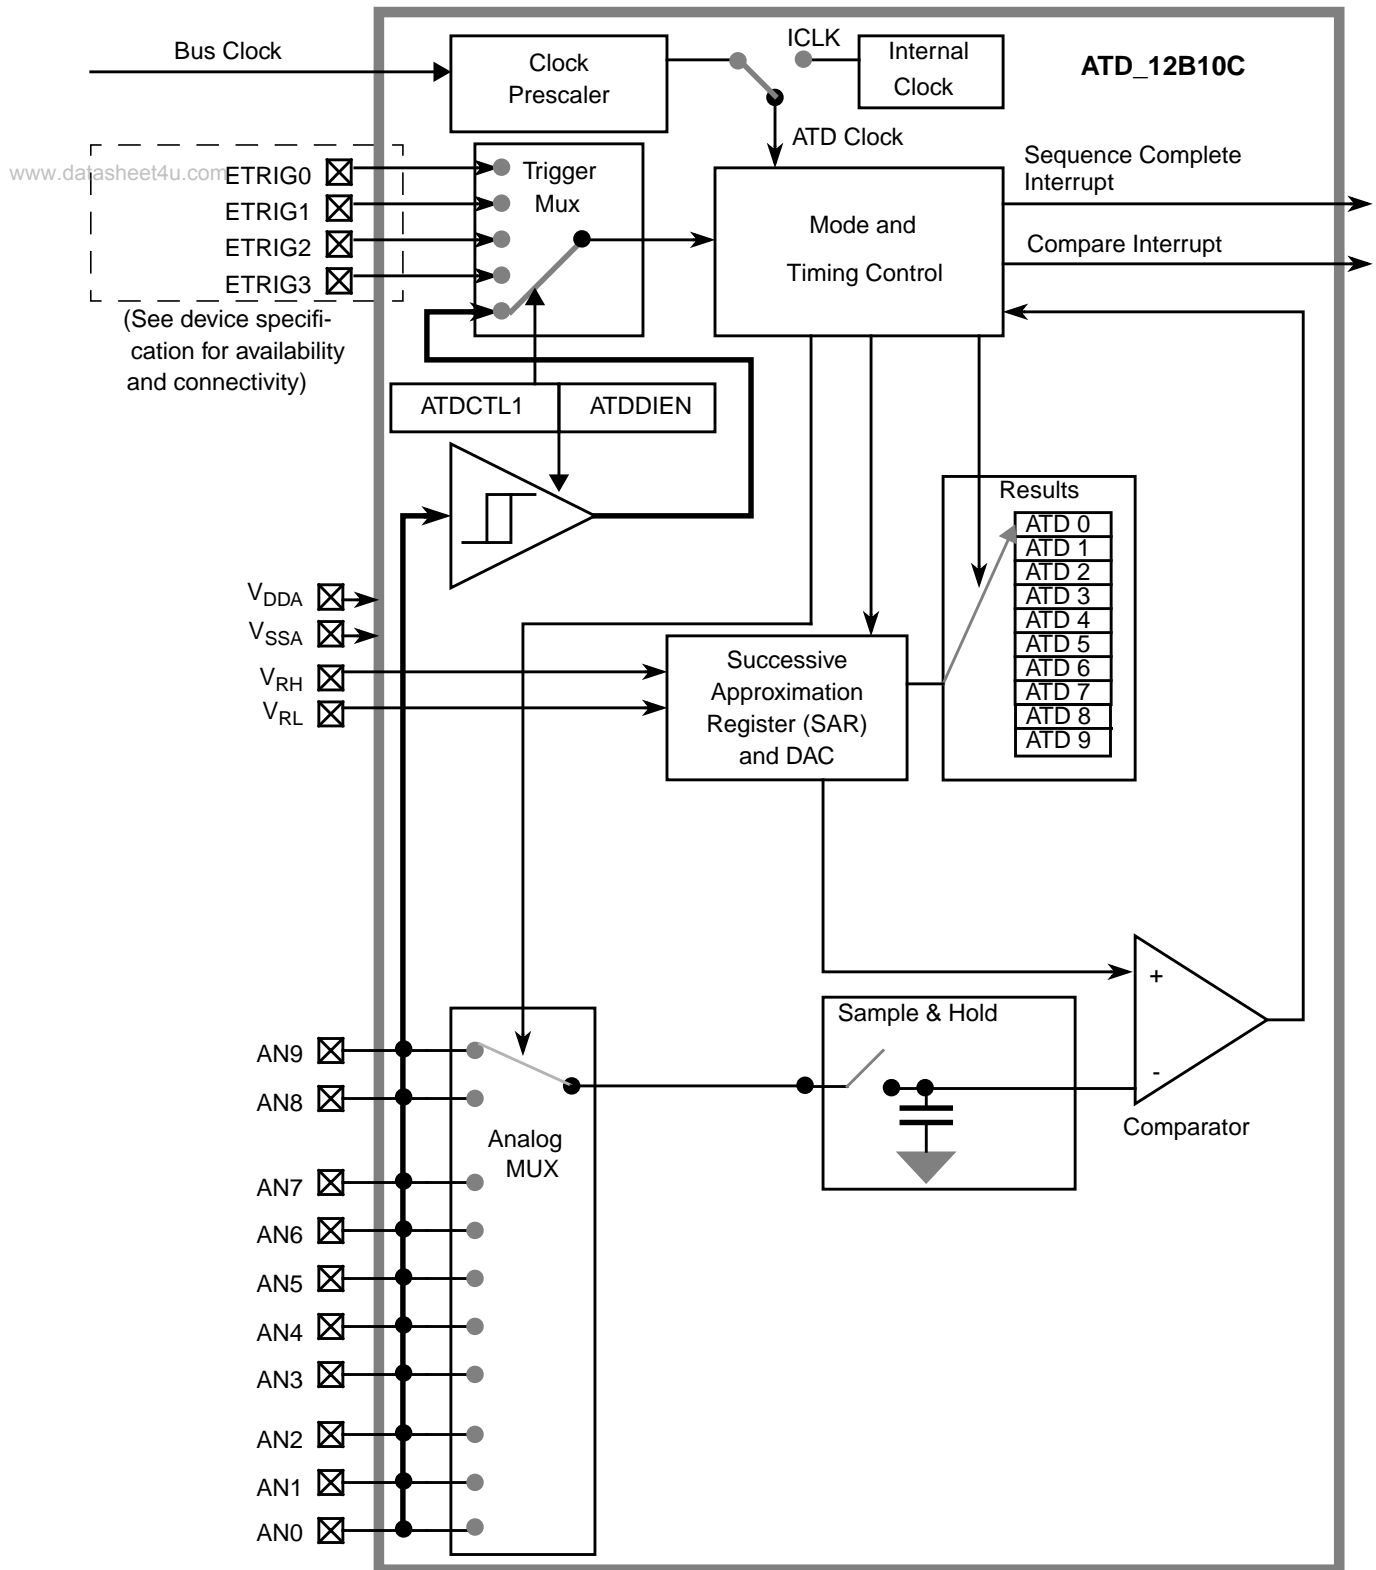 Bus Clock
Clock
Prescaler
ICLK
Internal
Clock
ATD_12B10C
ATD Clock
www.datasheet4u.com
ETRIG0
ETRIG1
ETRIG2
ETRIG3
(See device specifi-
cation for availability
and connectivity)
Trigger
Mux
Mode and
Timing Control
Sequence Complete
Interrupt
Compare Interrupt
ATDCTL1
ATDDIEN
Results
ATD 0
ATD 1
ATD 2
ATD 3
ATD 4
ATD 5
ATD 6
ATD 7
ATD 8
ATD 9
VDDA
VSSA
VRH
VRL
Successive
Approximation
Register (SAR)
and DAC
Sample & Hold
+
-
Comparator
Analog
MUX
AN9
AN8
AN7
AN6
AN5
AN4
AN3
AN2
AN1
AN0